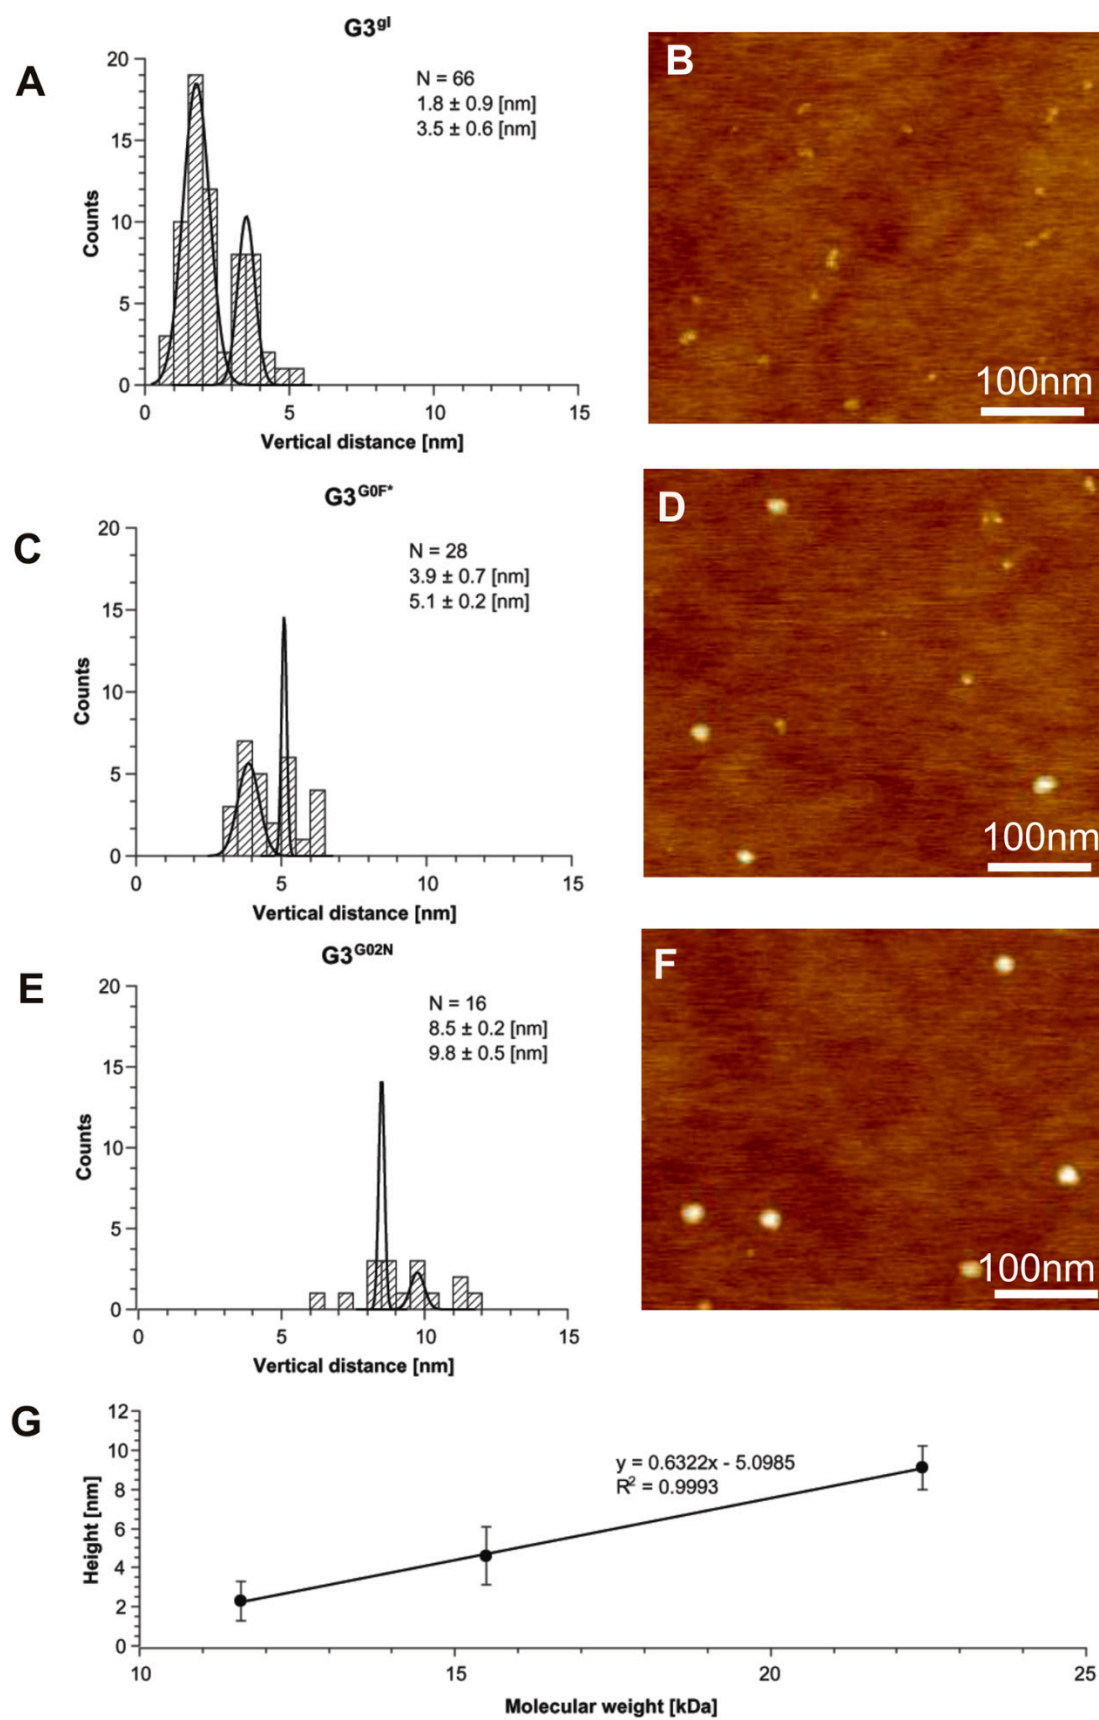 G3gl
A
20
15
10
5
0
Counts
N = 66
1.8 ± 0.9 [nm]
3.5 ± 0.6 [nm]
0 5 10 15
Vertical distance [nm]
B
100nm
G3G0F*
C
20
15
10
5
0
Counts
N = 28
3.9 ± 0.7 [nm]
5.1 ± 0.2 [nm]
0 5 10 15
Vertical distance [nm]
D
100nm
G3G02N
E
20
15
10
5
0
Counts
N = 16
8.5 ± 0.2 [nm]
9.8 ± 0.5 [nm]
0 5 10 15
Vertical distance [nm]
F
100nm
G
12
10
8
6
4
2
0
Height [nm]
y = 0.6322x - 5.0985
R² = 0.9993
10 15 20 25
Molecular weight [kDa]